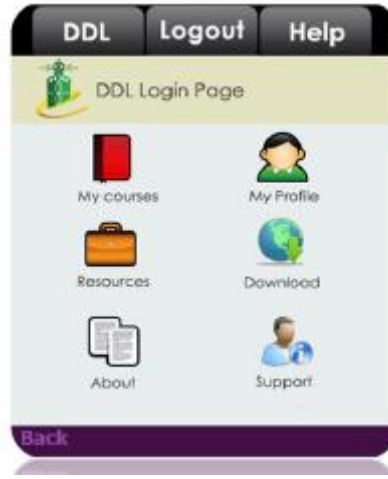 DDL Logout Help
DDL Login Page
My courses My Profile
Resources Download
About Support
Back